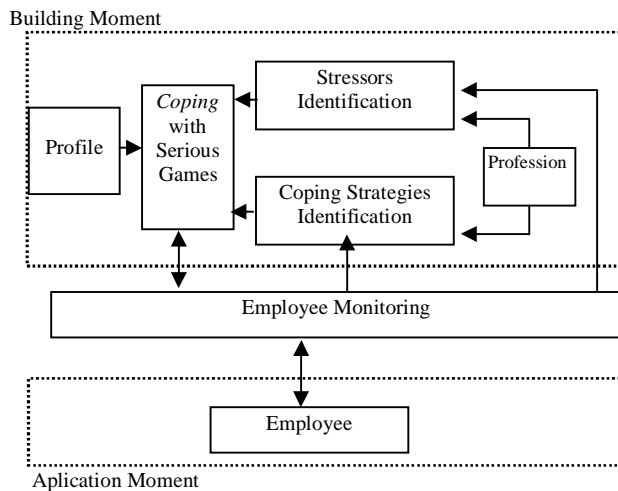 Building Moment
Stressors
Identification
Coping
with
Serious
Games
Profile
Profession
Coping Strategies
Identification
Employee Monitoring
Employee
Aplication Moment